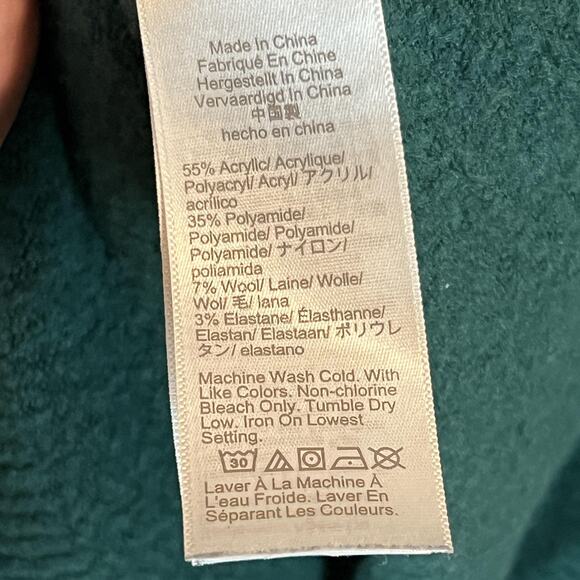 Made In China
Fabriqué En Chine
Hergestellt In China
Vervaardigd In China
中国製
hecho en china
55% Acrylic/ Acrylique/
Polyacryl/ Acryl/ アクリル/
acrílico
35% Polyamide/
Polyamide/ Polyamide/
Polyamide/ ナイロン/
poliamida
7% Wool/ Laine/ Wolle/
Wol/ 毛/ lana
3% Elastane/ Élasthanne/
Elastan/ Elastaan/ ポリウレ
タン/ elastano
Machine Wash Cold. With
Like Colors. Non-chlorine
Bleach Only. Tumble Dry
Low. Iron On Lowest
Setting.
30
Laver À La Machine À
L'eau Froide. Laver En
Séparant Les Couleurs.